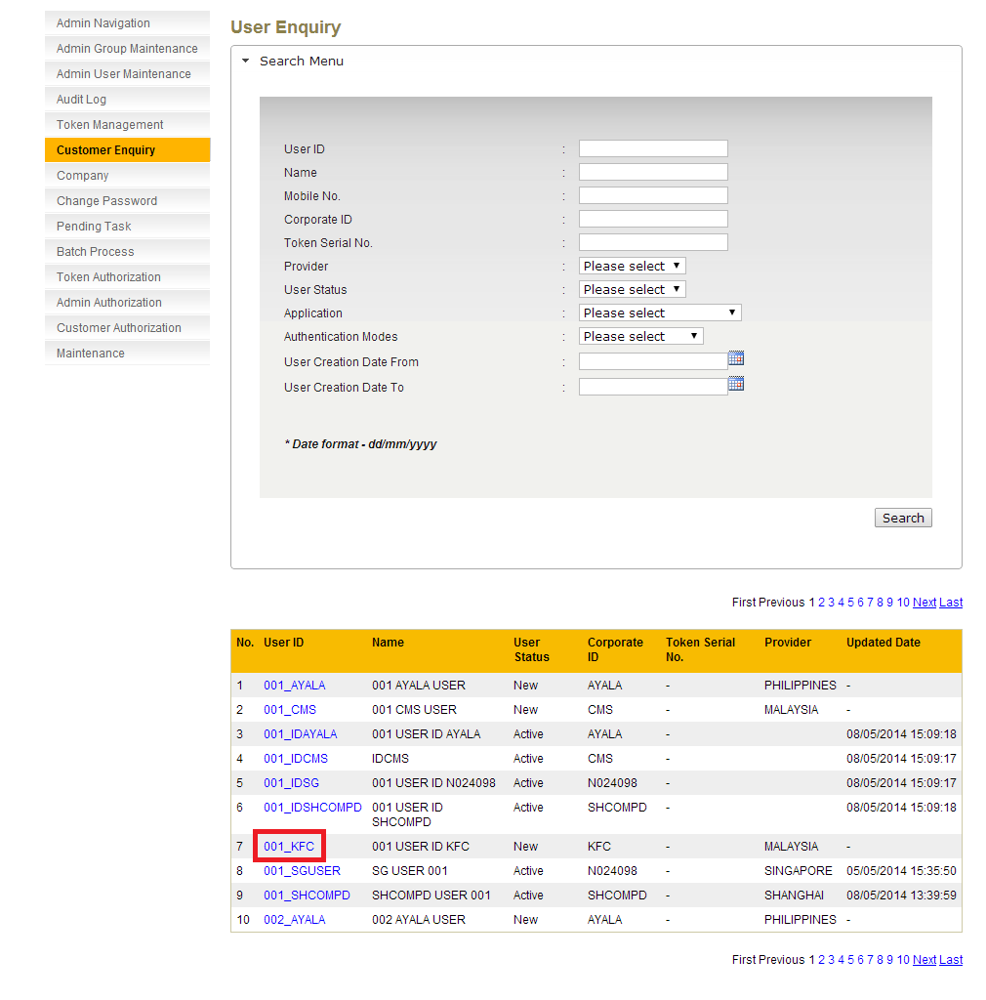 Admin Navigation
Admin Group Maintenance
Admin User Maintenance
Audit Log
Token Management
Customer Enquiry
Company
Change Password
Pending Task
Batch Process
Token Authorization
Admin Authorization
Customer Authorization
Maintenance
User Enquiry
Search Menu
User ID :
Name :
Mobile No. :
Corporate ID :
Token Serial No. :
Provider : Please select
User Status : Please select
Application : Please select
Authentication Modes : Please select
User Creation Date From :
User Creation Date To :
* Date format - dd/mm/yyyy
Search
First Previous 1 2 3 4 5 6 7 8 9 10 Next Last
No. User ID Name User Status Corporate ID Token Serial No. Provider Updated Date
1 001_AYALA 001 AYALA USER New AYALA - PHILIPPINES -
2 001_CMS 001 CMS USER New CMS - MALAYSIA -
3 001_IDAYALA 001 USER ID AYALA Active AYALA - 08/05/2014 15:09:18
4 001_IDCMS IDCMS Active CMS - 08/05/2014 15:09:17
5 001_IDSG 001 USER ID N024098 Active N024098 - 08/05/2014 15:09:17
6 001_IDSHCOMPD 001 USER ID SHCOMPD Active SHCOMPD - 08/05/2014 15:09:18
7 001_KFC 001 USER ID KFC New KFC - MALAYSIA -
8 001_SGUSER SG USER 001 Active N024098 - SINGAPORE 05/05/2014 15:35:50
9 001_SHCOMPD SHCOMPD USER 001 Active SHCOMPD - SHANGHAI 08/05/2014 13:39:59
10 002_AYALA 002 AYALA USER New AYALA - PHILIPPINES -
First Previous 1 2 3 4 5 6 7 8 9 10 Next Last